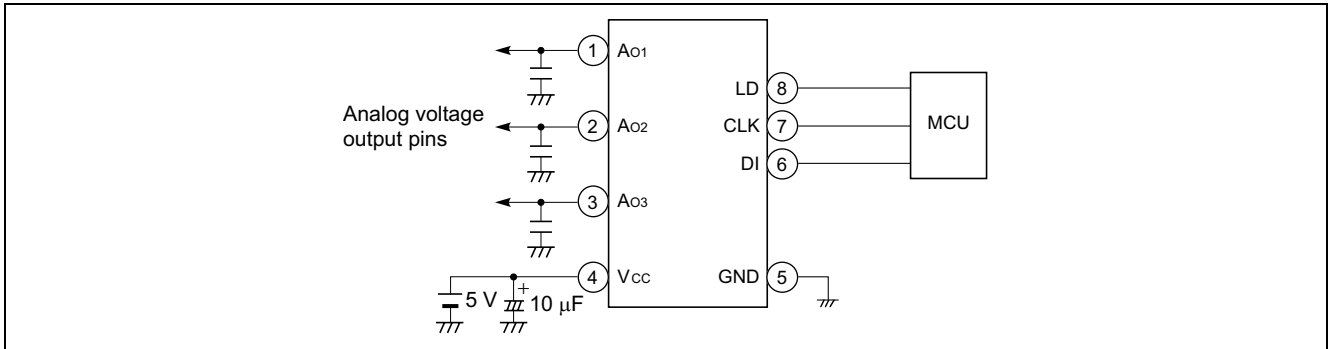 1 AO1
LD 8
Analog voltage
output pins
2 AO2
CLK 7
MCU
DI 6
3 AO3
4 VCC
GND 5
5 V
+
10 μF